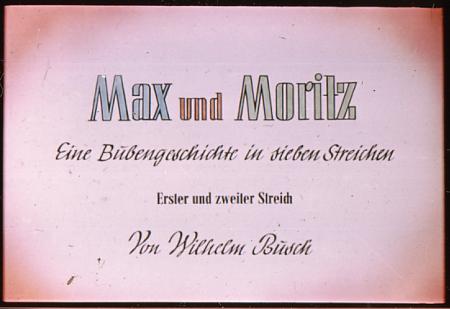 Max und Moritz
Eine Bubengeschichte in sieben Streichen
Erster und zweiter Streich
Von Wilhelm Busch